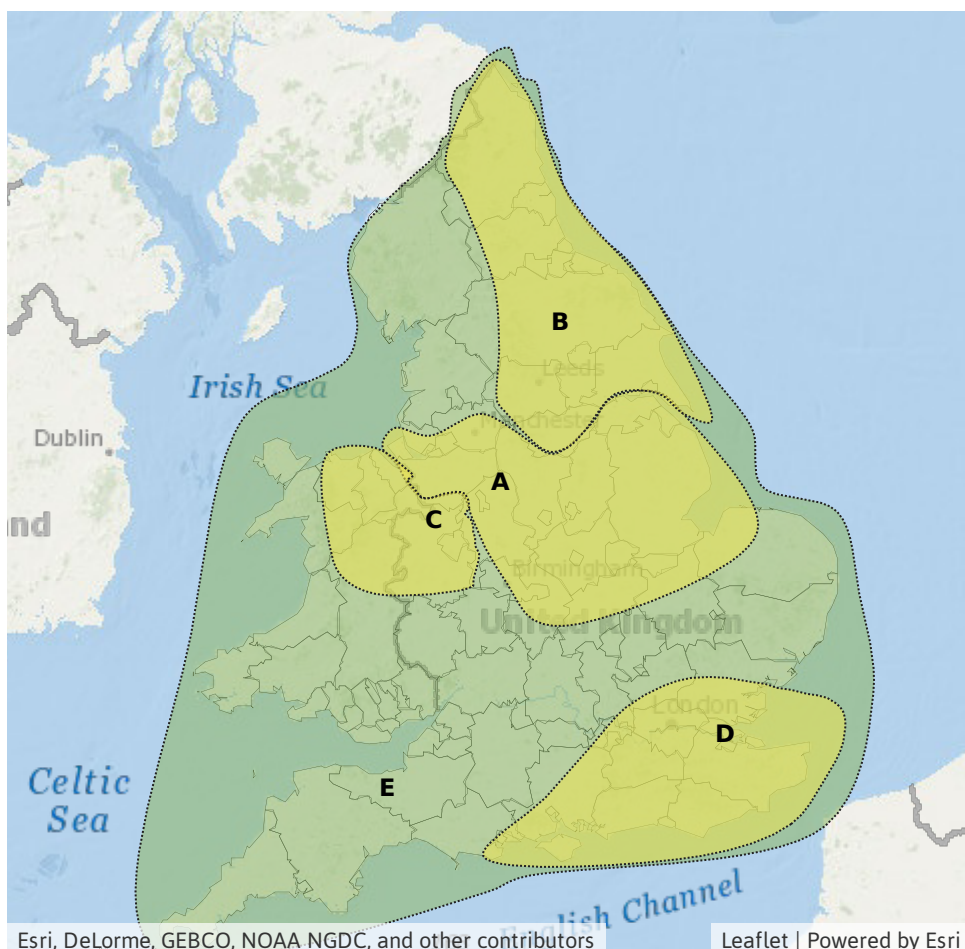 B
Leeds
Irish Sea
Manchester
Dublin
A
C
nd
Birmingham
United Kingdom
London
D
Celtic
Sea
E
English Channel
Esri, DeLorme, GEBCO, NOAA NGDC, and other contributors
Leaflet | Powered by Esri